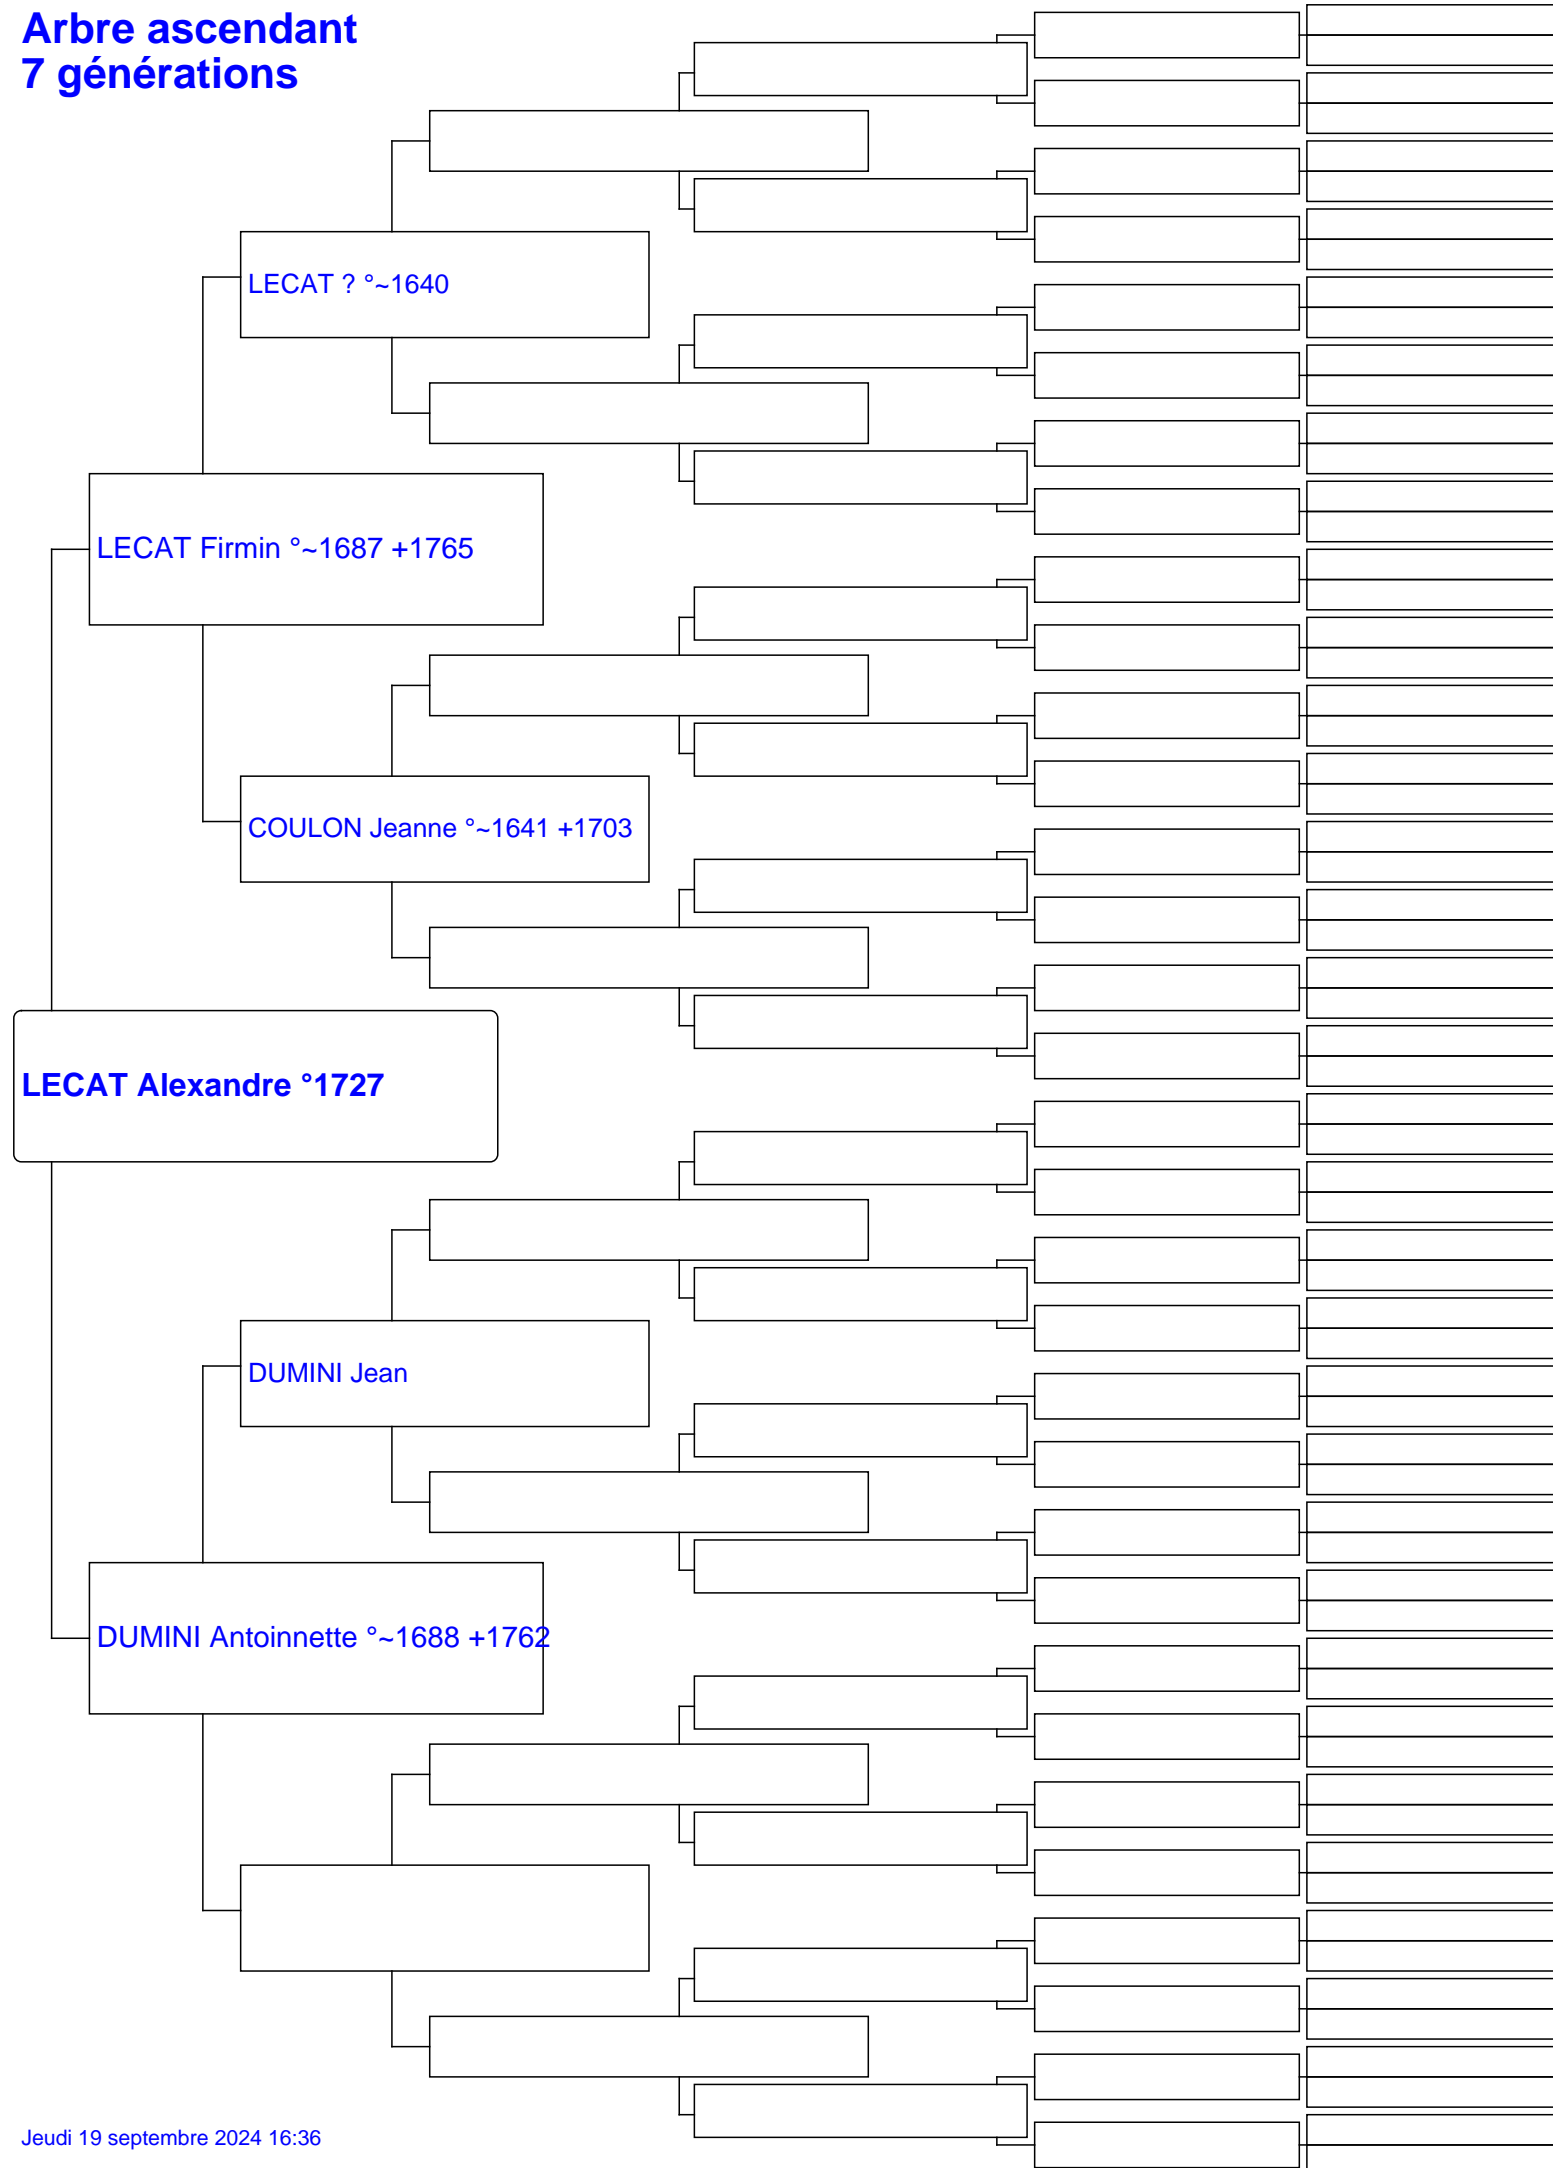 Arbre ascendant
7 générations
LECAT ? °~1640
LECAT Firmin °~1687 +1765
COULON Jeanne °~1641 +1703
LECAT Alexandre °1727
DUMINI Jean
DUMINI Antoinnette °~1688 +1762
Jeudi 19 septembre 2024 16:36